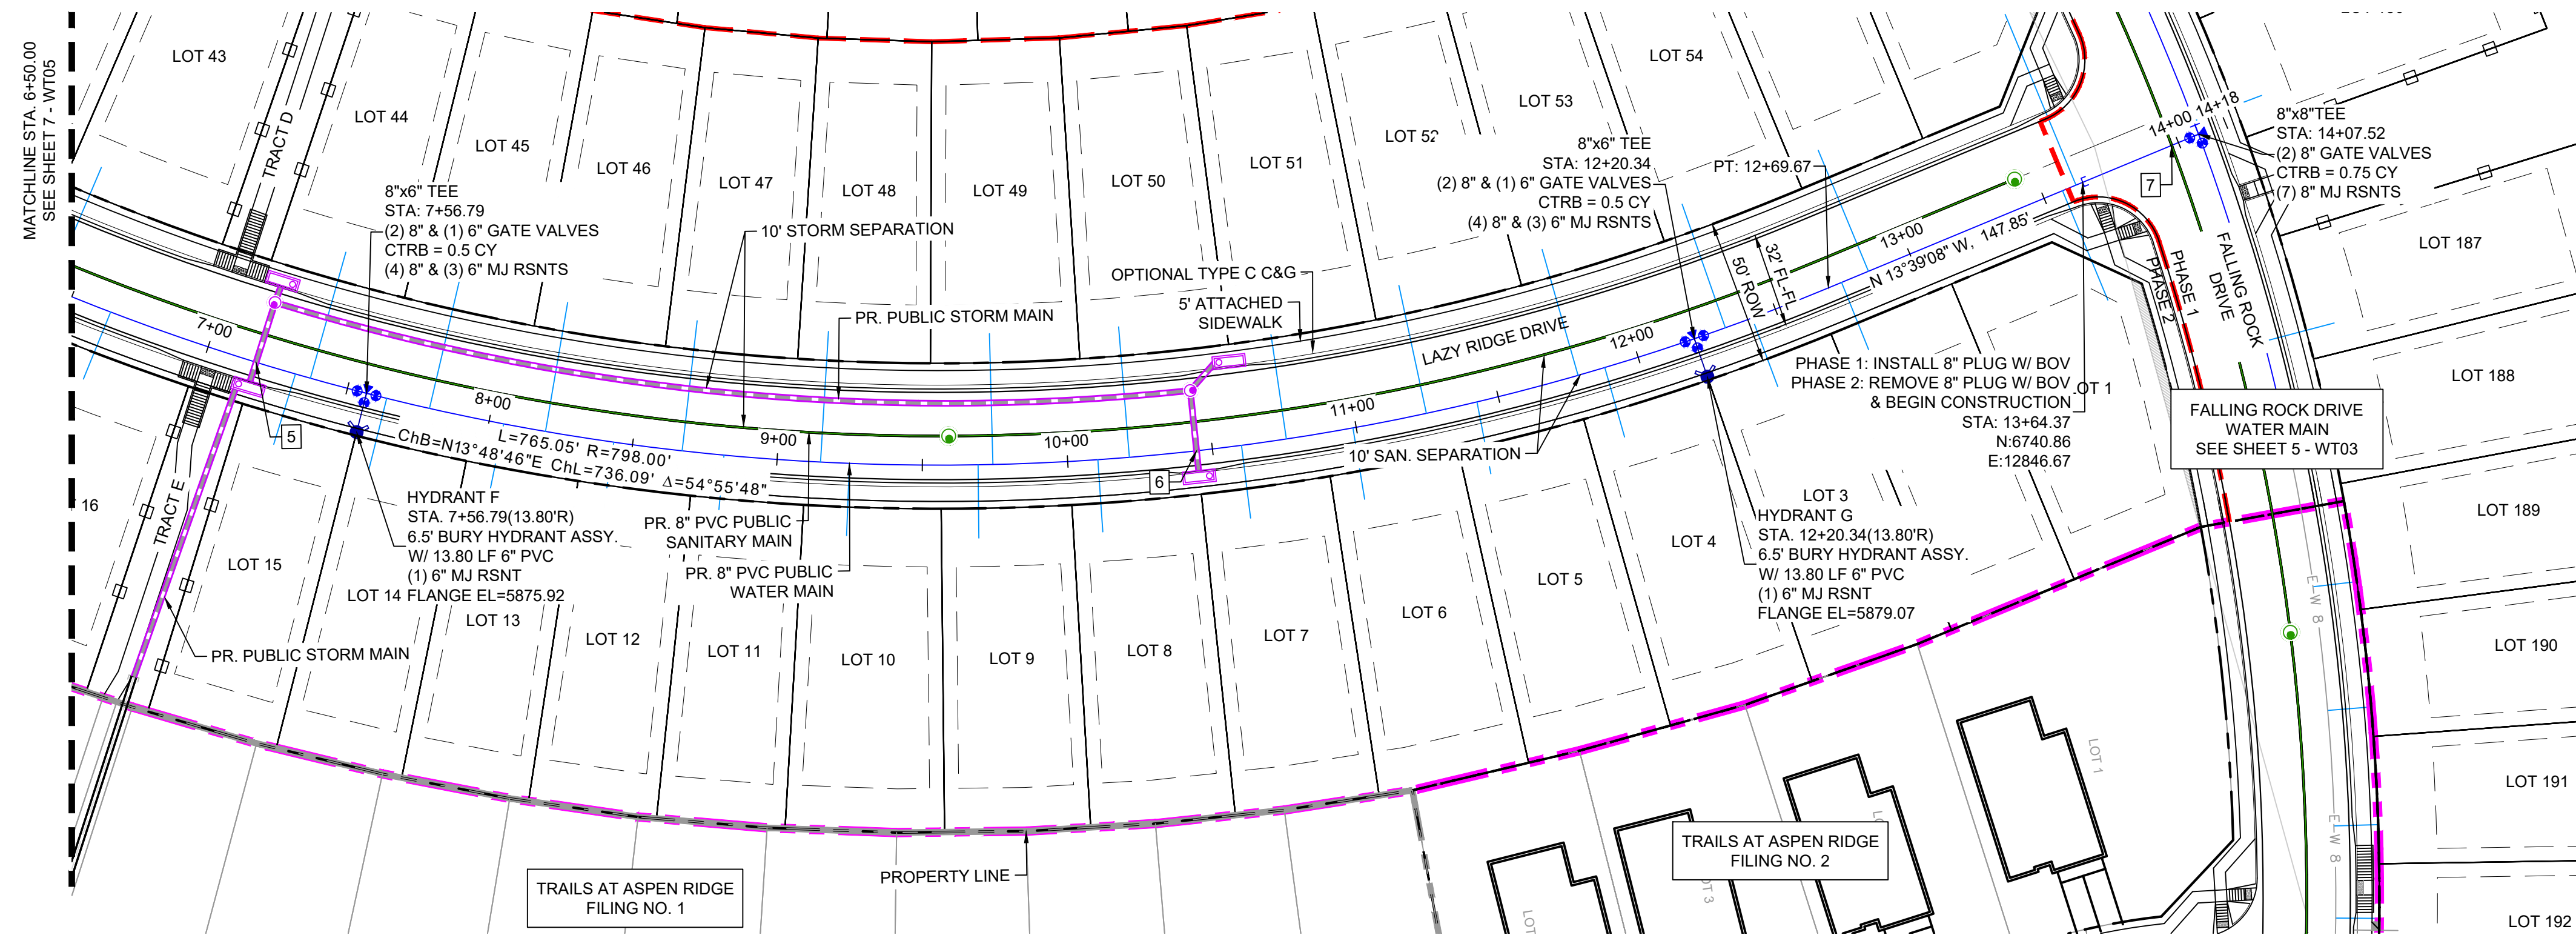 MATCHLINE STA. 6+50.00
SEE SHEET 7 - WT05
LOT 43
TRACT D
LOT 44
LOT 45
LOT 46
LOT 47
LOT 48
LOT 49
LOT 50
LOT 51
LOT 52
LOT 53
LOT 54
8"x6" TEE
STA: 7+56.79
(2) 8" & (1) 6" GATE VALVES
CTRB = 0.5 CY
(4) 8" & (3) 6" MJ RSNTS
10' STORM SEPARATION
PR. PUBLIC STORM MAIN
OPTIONAL TYPE C C&G
5' ATTACHED
SIDEWALK
8"x6" TEE
STA: 12+20.34
(2) 8" & (1) 6" GATE VALVES
CTRB = 0.5 CY
(4) 8" & (3) 6" MJ RSNTS
PT: 12+69.67
14+00
14+18
8"x8"TEE
STA: 14+07.52
(2) 8" GATE VALVES
CTRB = 0.75 CY
(7) 8" MJ RSNTS
7
LOT 187
LOT 188
LOT 189
LOT 190
LOT 191
LOT 192
FALLING ROCK
DRIVE
PHASE 1
PHASE 2
7+00
8+00
9+00
10+00
11+00
12+00
13+00
LAZY RIDGE DRIVE
50' ROW
32' FL-FL
N 13°39'08" W, 147.85'
L=765.05' R=798.00'
ChB=N13°48'46"E ChL=736.09' Δ=54°55'48"
5
6
10' SAN. SEPARATION
PHASE 1: INSTALL 8" PLUG W/ BOV
PHASE 2: REMOVE 8" PLUG W/ BOV
& BEGIN CONSTRUCTION
STA: 13+64.37
N:6740.86
E:12846.67
OT 1
FALLING ROCK DRIVE
WATER MAIN
SEE SHEET 5 - WT03
16
TRACT E
LOT 15
HYDRANT F
STA. 7+56.79(13.80'R)
6.5' BURY HYDRANT ASSY.
W/ 13.80 LF 6" PVC
(1) 6" MJ RSNT
FLANGE EL=5875.92
LOT 14
LOT 13
LOT 12
LOT 11
LOT 10
LOT 9
LOT 8
LOT 7
LOT 6
LOT 5
LOT 4
LOT 3
PR. 8" PVC PUBLIC
SANITARY MAIN
PR. 8" PVC PUBLIC
WATER MAIN
HYDRANT G
STA. 12+20.34(13.80'R)
6.5' BURY HYDRANT ASSY.
W/ 13.80 LF 6" PVC
(1) 6" MJ RSNT
FLANGE EL=5879.07
PR. PUBLIC STORM MAIN
PROPERTY LINE
TRAILS AT ASPEN RIDGE
FILING NO. 1
TRAILS AT ASPEN RIDGE
FILING NO. 2
LOT 1
OT 3
LOT
E W 8
E W 8